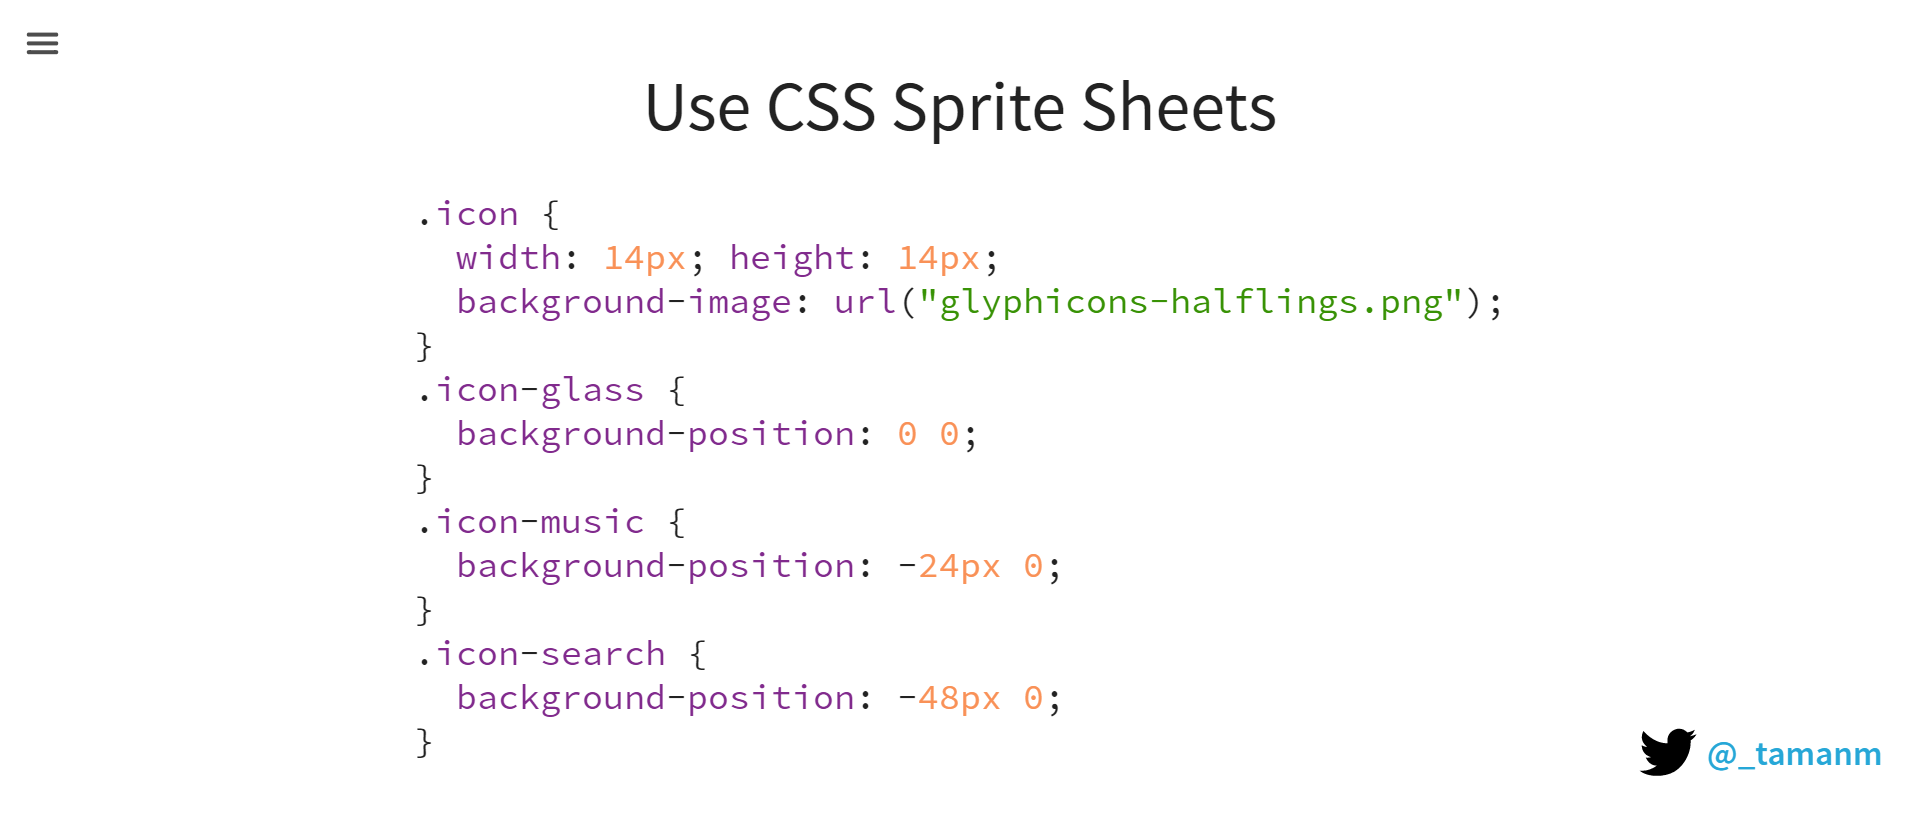 Use CSS Sprite Sheets
.icon {
  width: 14px; height: 14px;
  background-image: url("glyphicons-halflings.png");
}
.icon-glass {
  background-position: 0 0;
}
.icon-music {
  background-position: -24px 0;
}
.icon-search {
  background-position: -48px 0;
}
@_tamanm